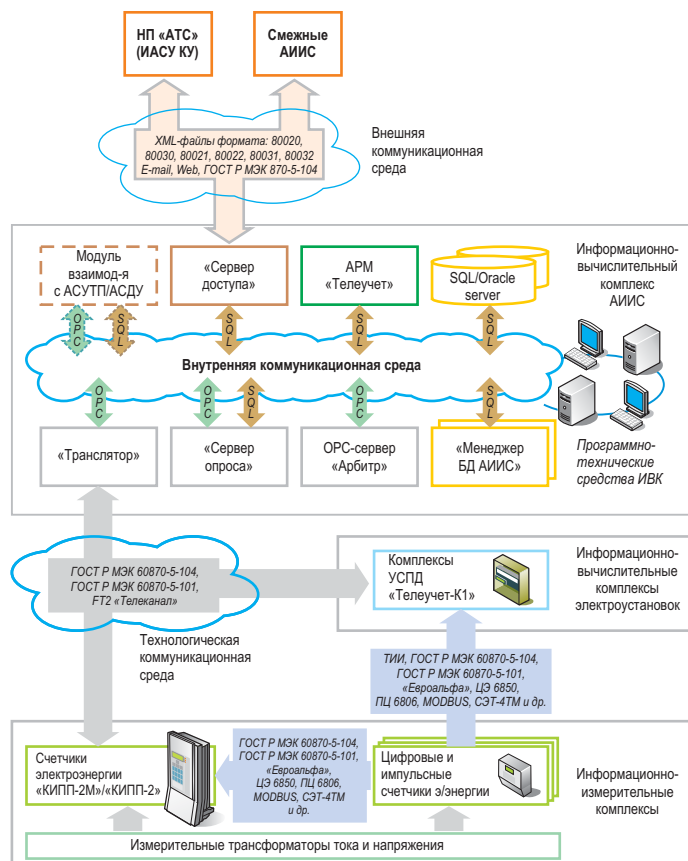 НП «АТС»
(ИАСУ КУ)
Смежные
АИИС
XML-файлы формата: 80020,
80030, 80021, 80022, 80031, 80032
E-mail, Web, ГОСТ Р МЭК 870-5-104
Внешняя
коммуникационная
среда
Модуль
взаимод-я
с АСУТП/АСДУ
«Сервер
доступа»
АРМ
«Телеучет»
SQL/Oracle
server
Информационно-
вычислительный
комплекс
АИИС
OPC
SQL
SQL
SQL
SQL
Внутренняя коммуникационная среда
OPC
OPC
SQL
OPC
SQL
«Транслятор»
«Сервер
опроса»
OPC-сервер
«Арбитр»
«Менеджер
БД АИИС»
Программно-
технические
средства ИВК
ГОСТ Р МЭК 60870-5-104,
ГОСТ Р МЭК 60870-5-101,
FT2 «Телеканал»
Технологическая
коммуникационная
среда
Комплексы
УСПД
«Телеучет-К1»
Информационно-
вычислительные
комплексы
электроустановок
ТИИ, ГОСТ Р МЭК 60870-5-104,
ГОСТ Р МЭК 60870-5-101,
«Евроальфа», ЦЭ 6850,
ПЦ 6806, MODBUS, СЭТ-4ТМ и др.
Счетчики
электроэнергии
«КИПП-2М»/«КИПП-2»
ГОСТ Р МЭК 60870-5-104,
ГОСТ Р МЭК 60870-5-101,
«Евроальфа»,
ЦЭ 6850, ПЦ 6806,
MODBUS, СЭТ-4ТМ
и др.
Цифровые и
импульсные
счетчики э/энергии
Информационно-
измерительные
комплексы
Измерительные трансформаторы тока и напряжения